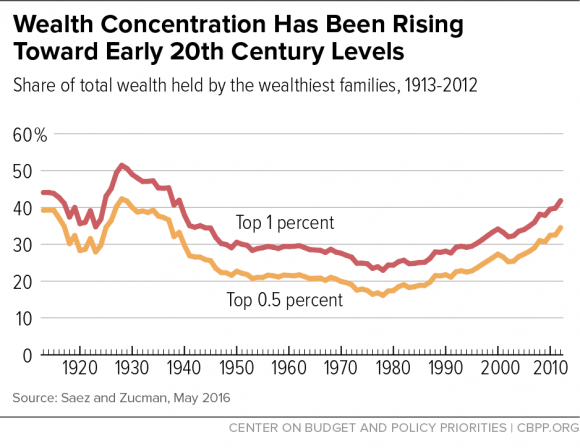 Wealth Concentration Has Been Rising
Toward Early 20th Century Levels
Share of total wealth held by the wealthiest families, 1913-2012
60%
50
40
30
20
10
0
Top 1 percent
Top 0.5 percent
1920 1930 1940 1950 1960 1970 1980 1990 2000 2010
Source: Saez and Zucman, May 2016
CENTER ON BUDGET AND POLICY PRIORITIES | CBPP.ORG